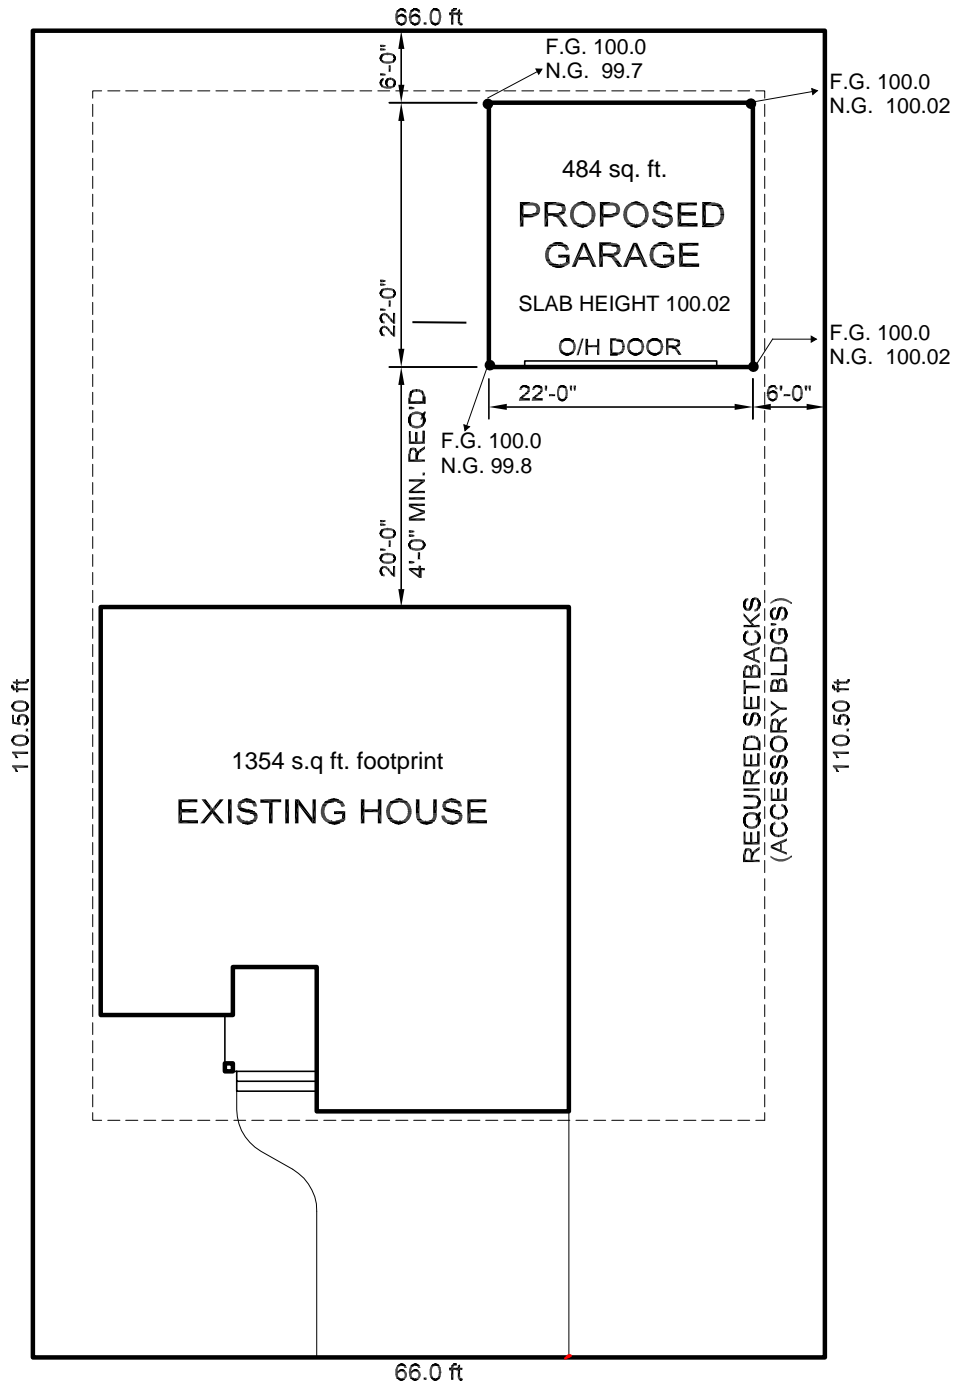 66.0 ft
6'-0"
F.G. 100.0
N.G. 99.7
F.G. 100.0
N.G. 100.02
484 sq. ft.
PROPOSED
GARAGE
SLAB HEIGHT 100.02
O/H DOOR
22'-0"
F.G. 100.0
N.G. 100.02
22'-0"
6'-0"
F.G. 100.0
N.G. 99.8
20'-0"
4'-0" MIN. REQ'D
REQUIRED SETBACKS
(ACCESSORY BLDG'S)
110.50 ft
110.50 ft
1354 s.q ft. footprint
EXISTING HOUSE
66.0 ft